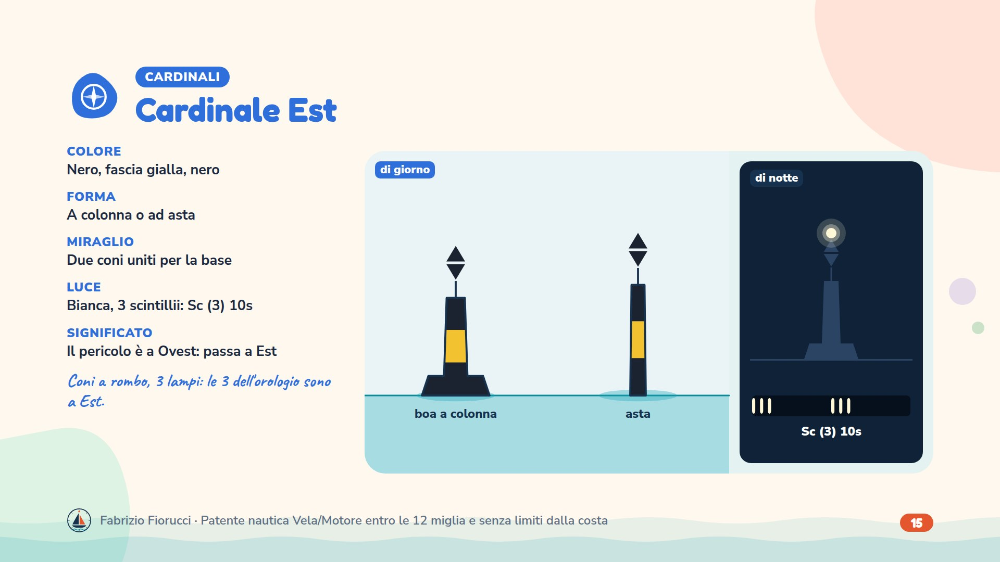 CARDINALI
Cardinale Est
COLORE
Nero, fascia gialla, nero
FORMA
A colonna o ad asta
MIRAGLIO
Due coni uniti per la base
LUCE
Bianca, 3 scintillii: Sc (3) 10s
SIGNIFICATO
Il pericolo è a Ovest: passa a Est
Coni a rombo, 3 lampi: le 3 dell'orologio sono
a Est.
di giorno
boa a colonna
asta
di notte
Sc (3) 10s
Fabrizio Fiorucci · Patente nautica Vela/Motore entro le 12 miglia e senza limiti dalla costa
15